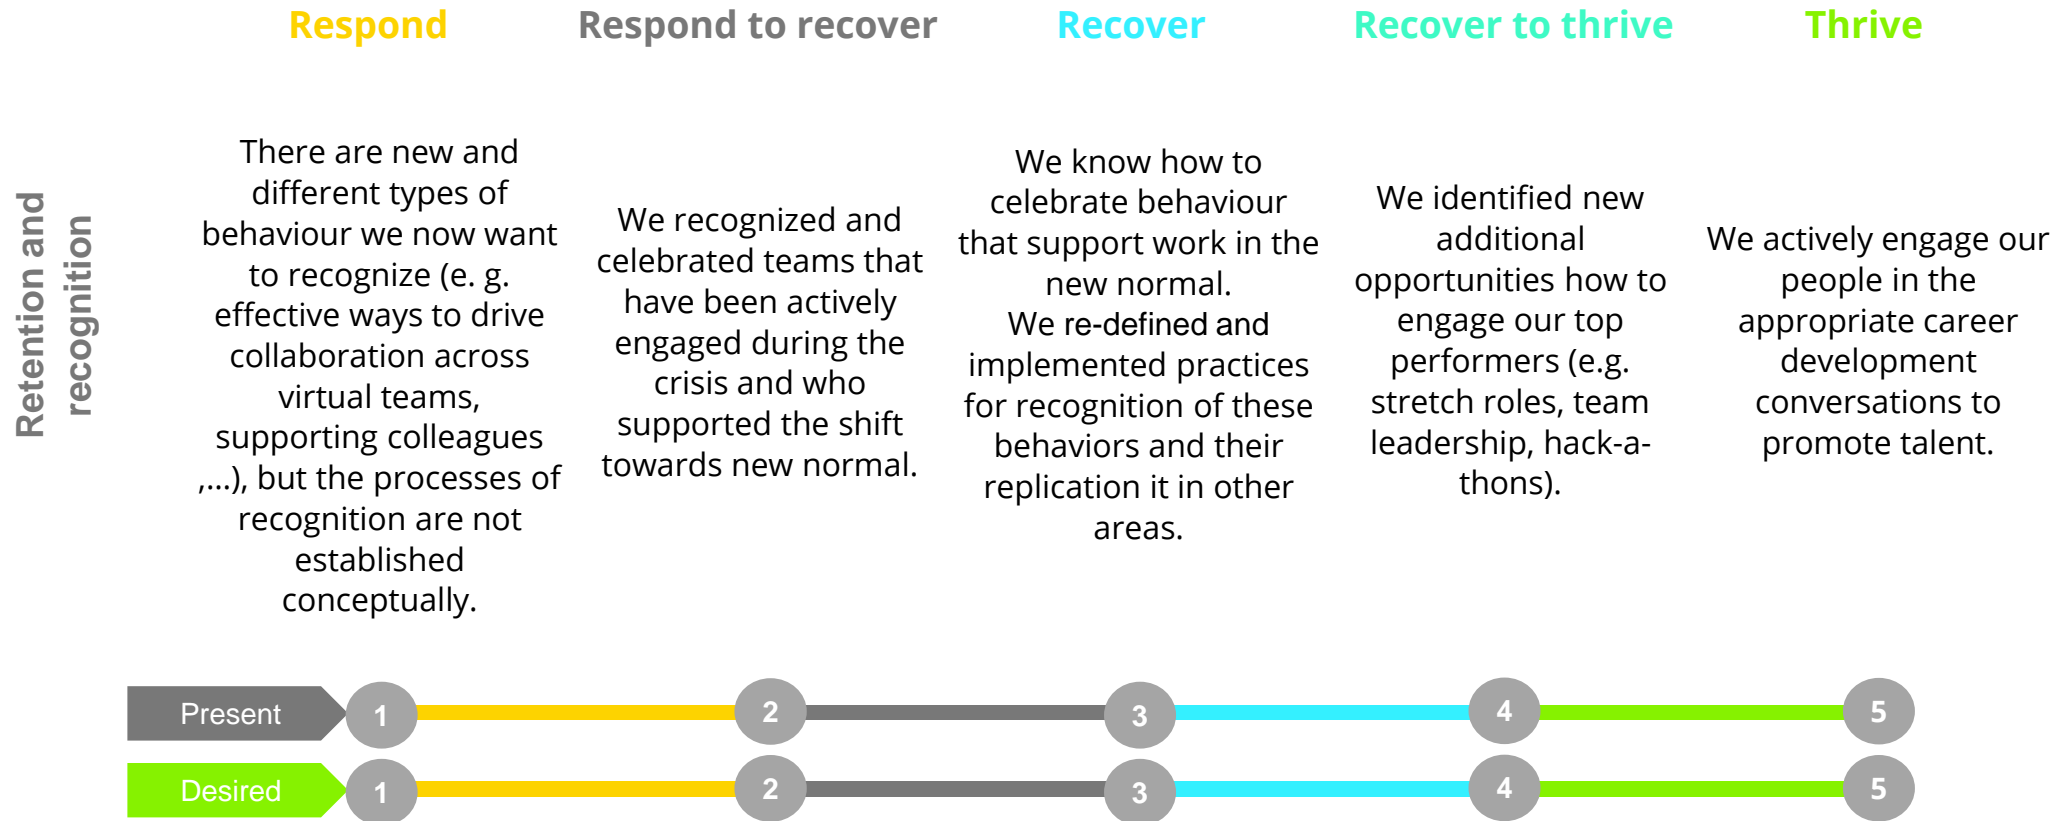 Respond
Respond to recover
Recover
Recover to thrive
Thrive
Retention and
recognition
There are new and
different types of
behaviour we now want
to recognize (e. g.
effective ways to drive
collaboration across
virtual teams,
supporting colleagues
,...), but the processes of
recognition are not
established
conceptually.
We recognized and
celebrated teams that
have been actively
engaged during the
crisis and who
supported the shift
towards new normal.
We know how to
celebrate behaviour
that support work in the
new normal.
We re-defined and
implemented practices
for recognition of these
behaviors and their
replication it in other
areas.
We identified new
additional
opportunities how to
engage our top
performers (e.g.
stretch roles, team
leadership, hack-a-
thons).
We actively engage our
people in the
appropriate career
development
conversations to
promote talent.
Present 1 2 3 4 5
Desired 1 2 3 4 5